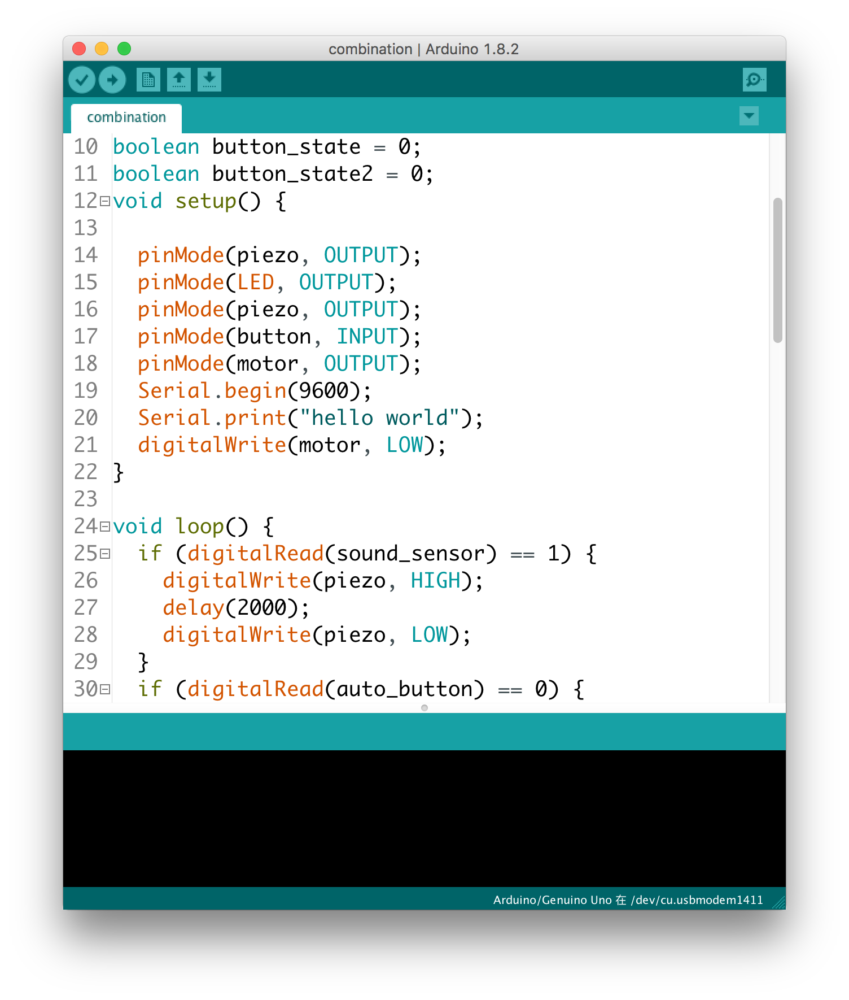 combination | Arduino 1.8.2
combination
10 boolean button_state = 0;
11 boolean button_state2 = 0;
12 void setup() {
13
14   pinMode(piezo, OUTPUT);
15   pinMode(LED, OUTPUT);
16   pinMode(piezo, OUTPUT);
17   pinMode(button, INPUT);
18   pinMode(motor, OUTPUT);
19   Serial.begin(9600);
20   Serial.print("hello world");
21   digitalWrite(motor, LOW);
22 }
23
24 void loop() {
25   if (digitalRead(sound_sensor) == 1) {
26     digitalWrite(piezo, HIGH);
27     delay(2000);
28     digitalWrite(piezo, LOW);
29   }
30   if (digitalRead(auto_button) == 0) {
Arduino/Genuino Uno 在 /dev/cu.usbmodem1411